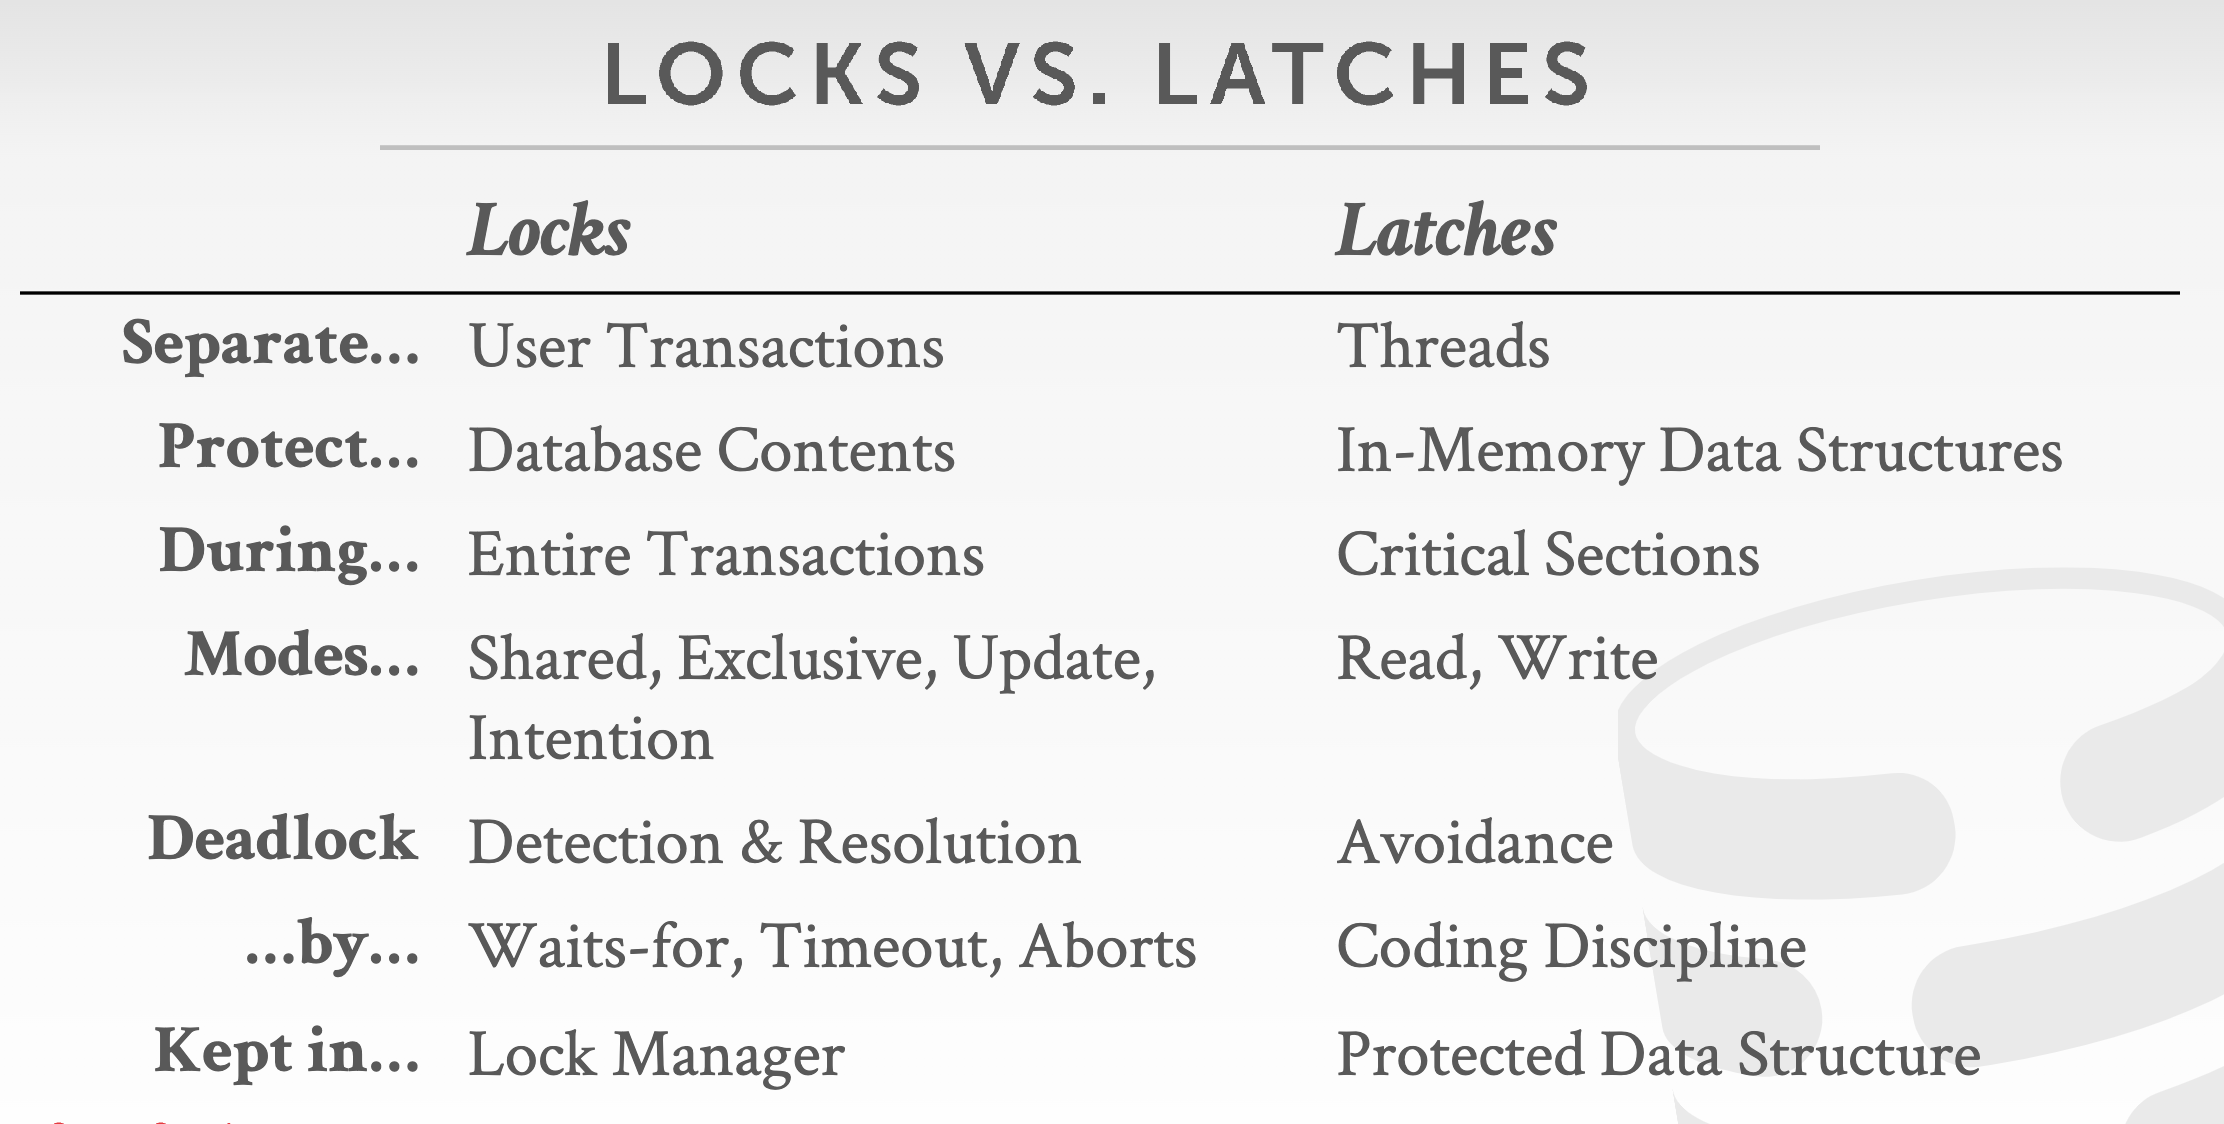 LOCKS VS. LATCHES
Locks Latches
Separate... User Transactions Threads
Protect... Database Contents In-Memory Data Structures
During... Entire Transactions Critical Sections
Modes... Shared, Exclusive, Update, Read, Write
Intention
Deadlock Detection & Resolution Avoidance
...by... Waits-for, Timeout, Aborts Coding Discipline
Kept in... Lock Manager Protected Data Structure